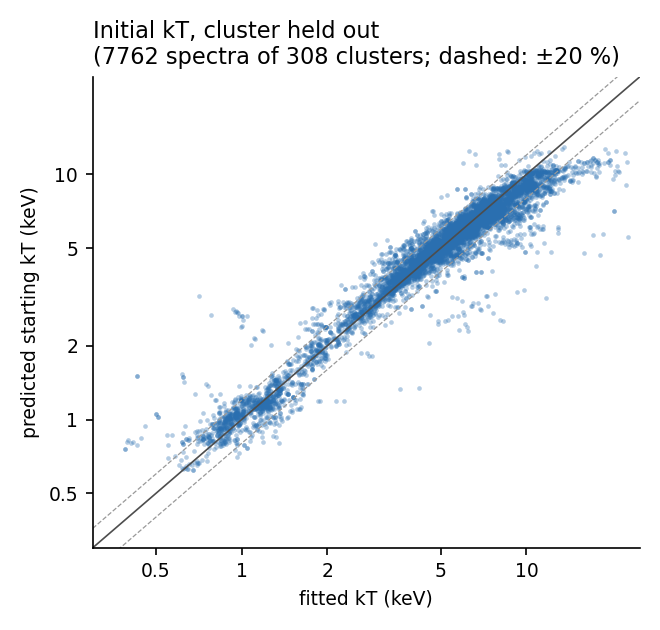 Initial kT, cluster held out
(7762 spectra of 308 clusters; dashed: ±20 %)
predicted starting kT (keV)
10
5
2
1
0.5
0.5 1 2 5 10
fitted kT (keV)